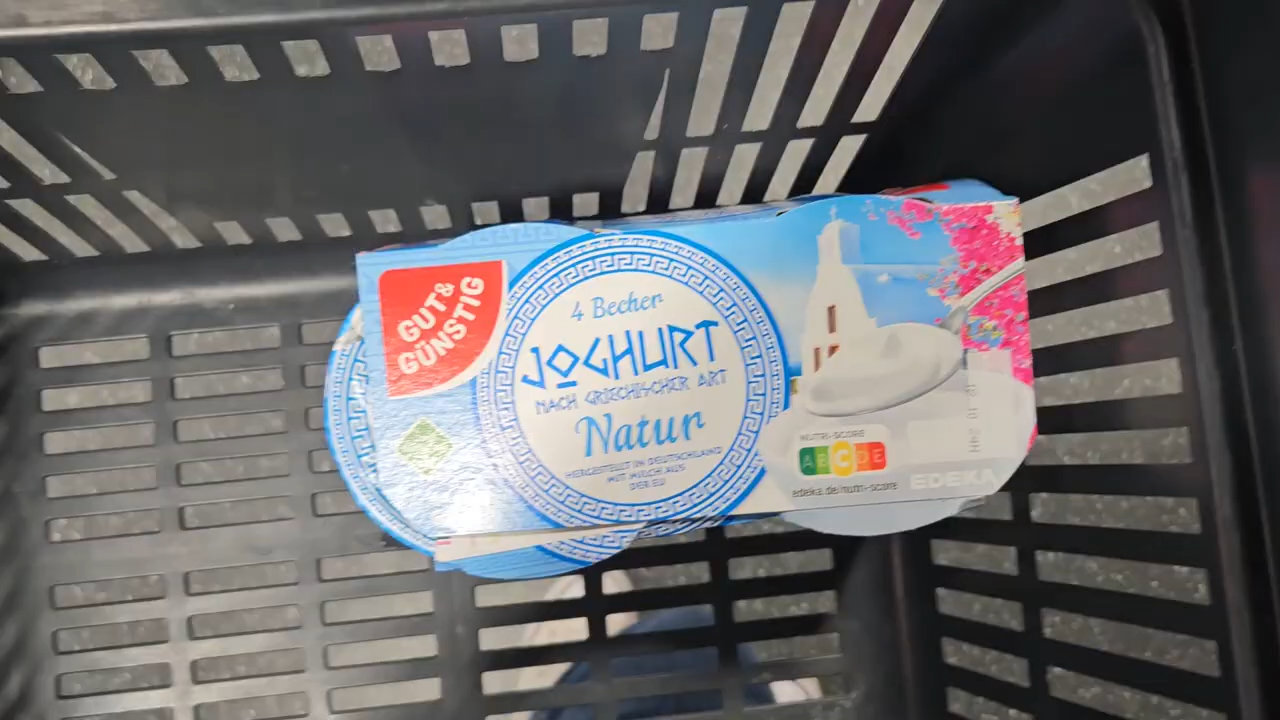 GUT&
GÜNSTIG
4 Becher
JOGHURT
NACH GRIECHISCHER ART
Natur
HERGESTELLT IN DEUTSCHLAND
MIT MILCH AUS
DER EU
NUTRI-SCORE
ABCDE
edeka.de/nutri-score
EDEKA